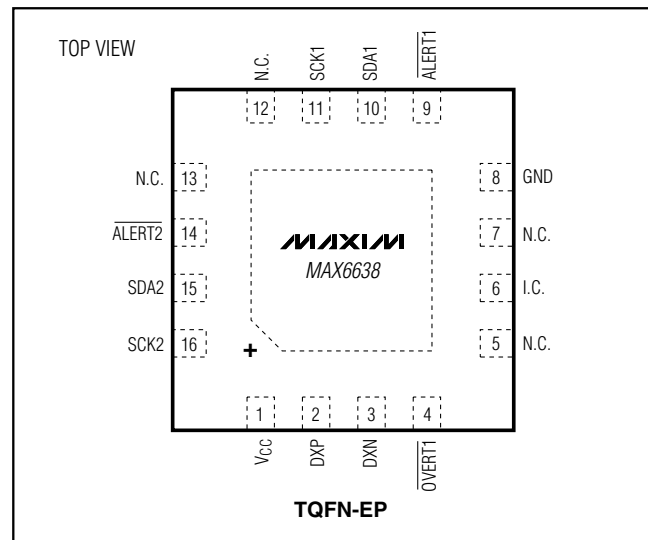 TOP VIEW
N.C.
SCK1
SDA1
ALERT1
12
11
10
9
N.C.
13
8
GND
ALERT2
14
7
N.C.
SDA2
15
6
I.C.
SCK2
16
5
N.C.
MAXIM
MAX6638
+
1
2
3
4
VCC
DXP
DXN
OVERT1
TQFN-EP